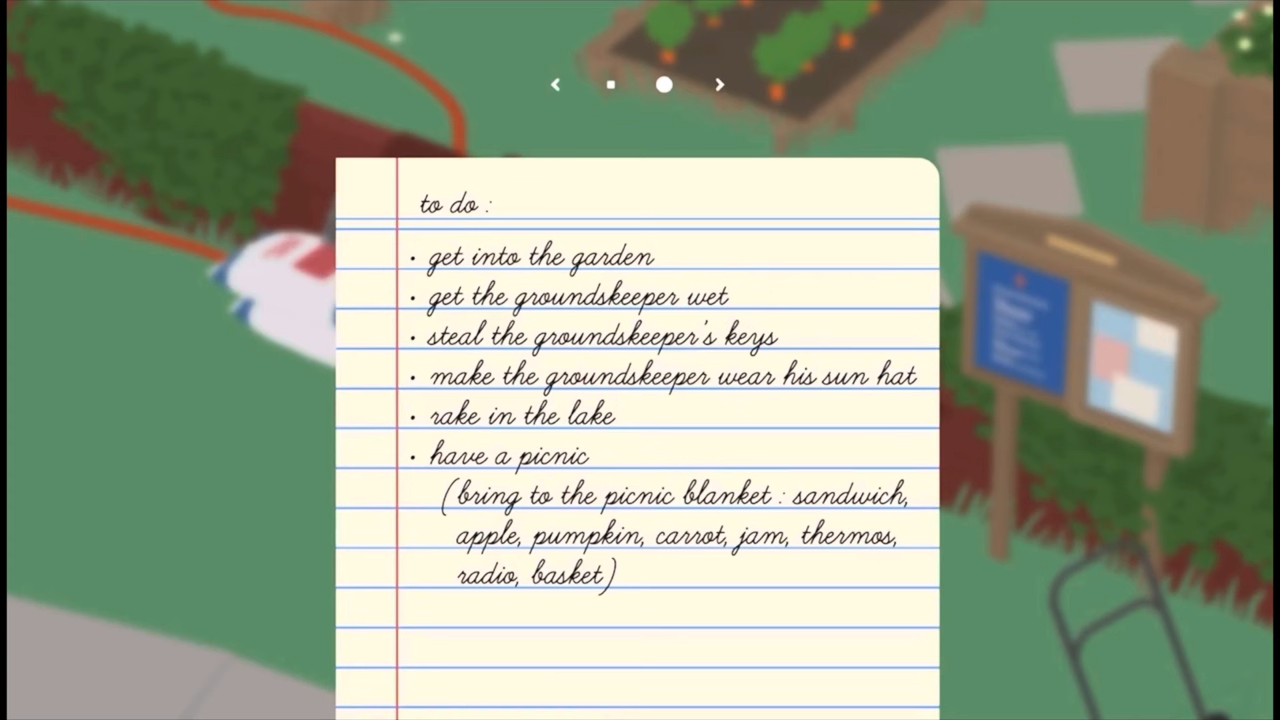 to do :
• get into the garden
• get the groundskeeper wet
• steal the groundskeeper's keys
• make the groundskeeper wear his sun hat
• rake in the lake
• have a picnic
(bring to the picnic blanket : sandwich,
apple, pumpkin, carrot, jam, thermos,
radio, basket)